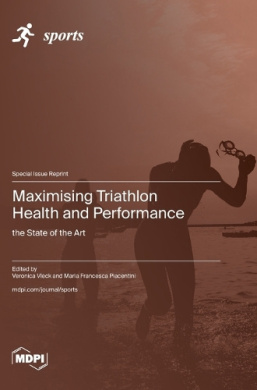 sports
Special Issue Reprint
Maximising Triathlon
Health and Performance
the State of the Art
Edited by
Veronica Vleck and Maria Francesca Piacentini
mdpi.com/journal/sports
MDPI